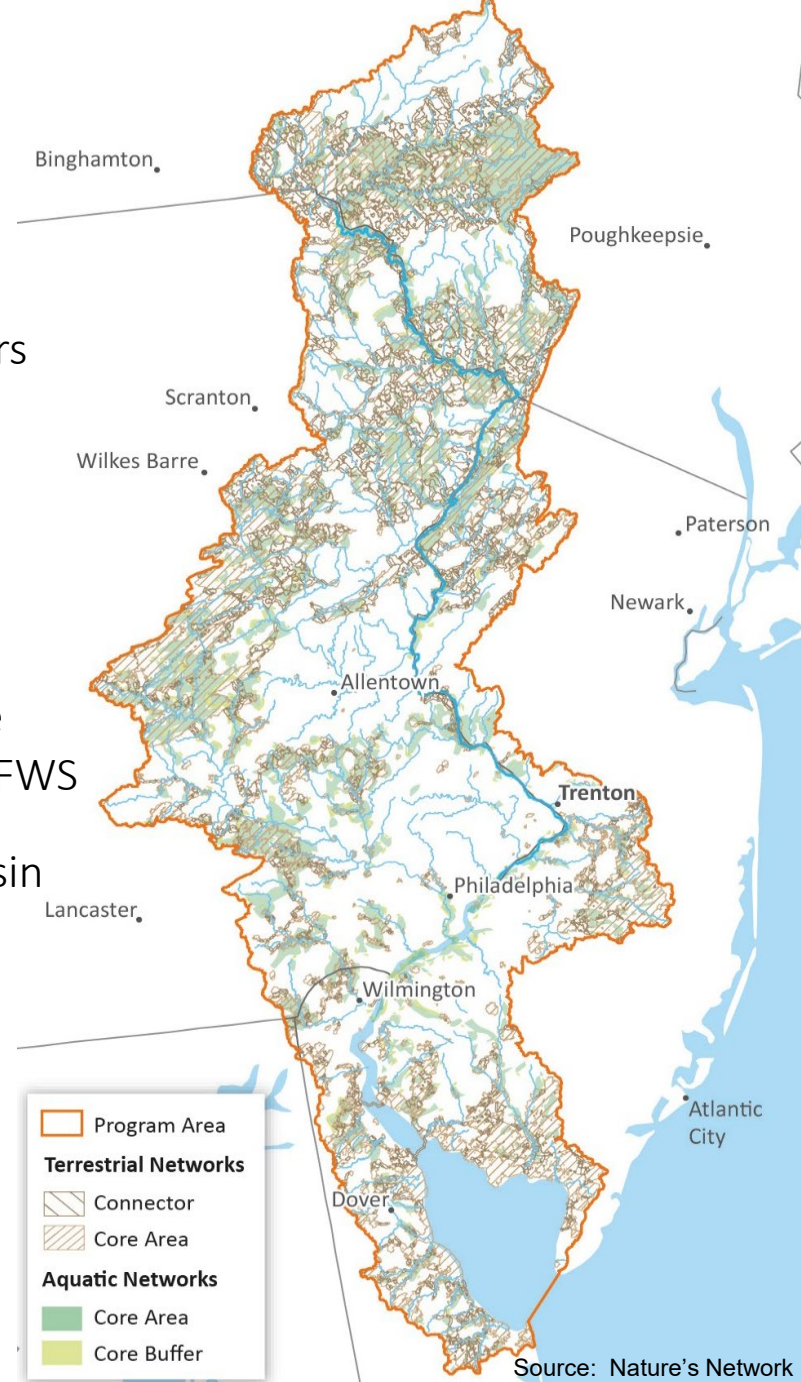 Binghamton
Poughkeepsie
rs
Scranton
Wilkes Barre
Paterson
Newark
Allentown
FWS
Trenton
sin
Philadelphia
Lancaster
Wilmington
Program Area
Terrestrial Networks
Connector
Core Area
Aquatic Networks
Core Area
Core Buffer
Atlantic
City
Dover
Source: Nature's Network